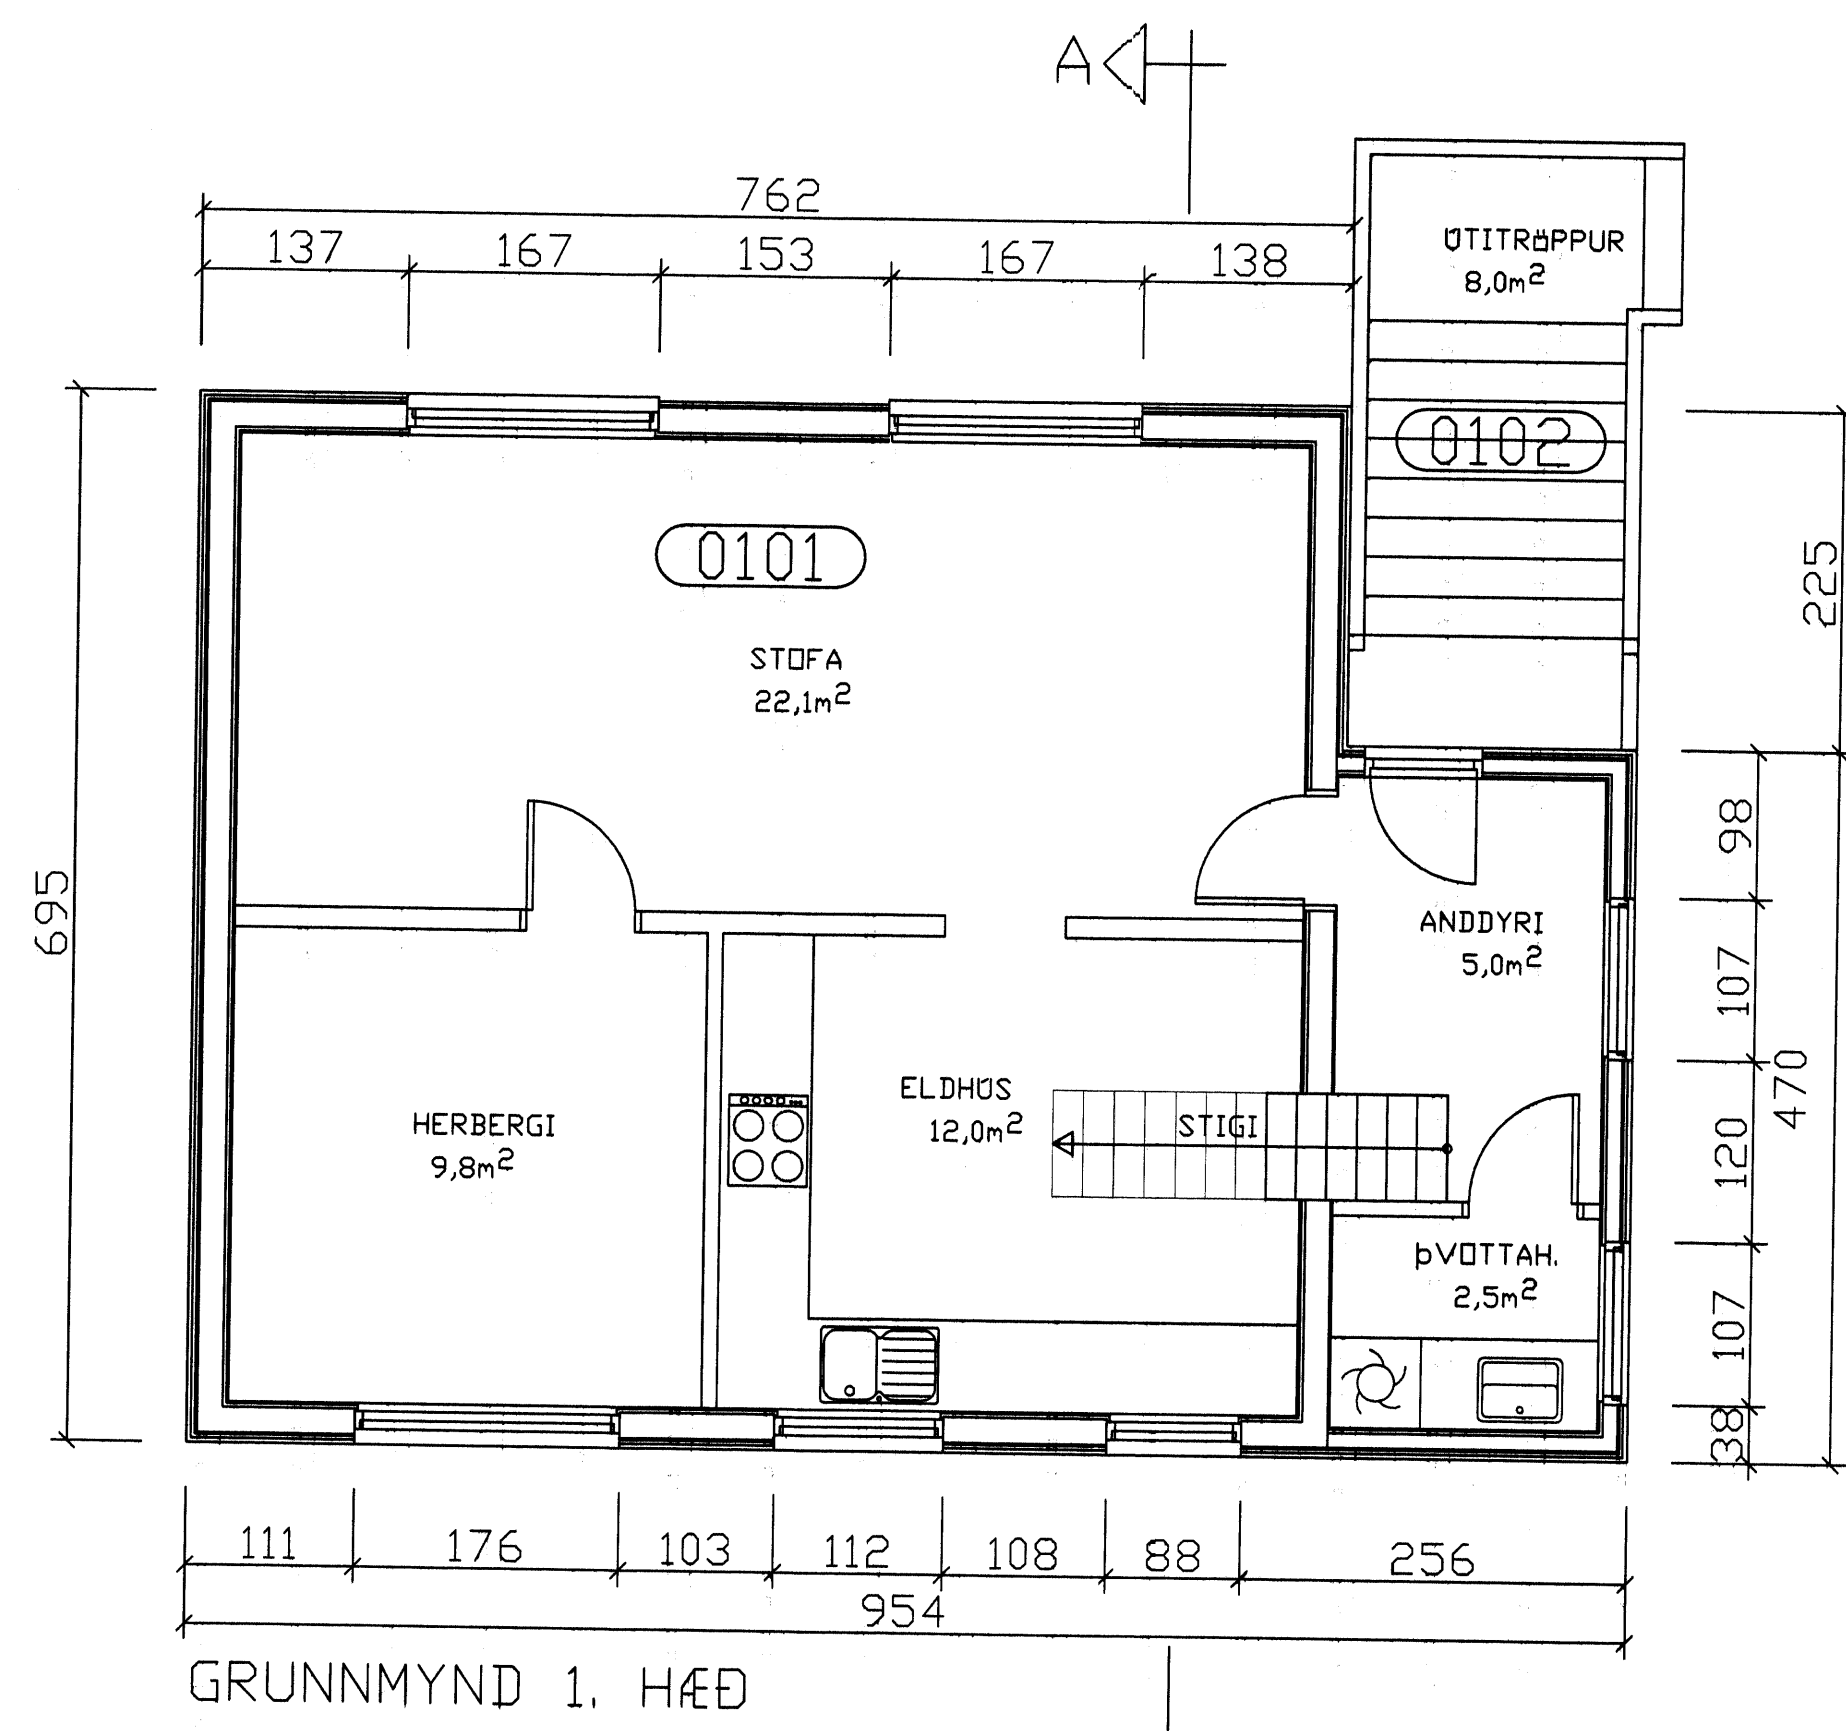 A
762
137 167 153 167 138
ÚTITRÖPPUR
8,0m²
0102
0101
STOFA
22,1m²
225
695
98
ANDDYRI
5,0m²
107
470
ELDHÚS
12,0m²
STIGI
HERBERGI
9,8m²
120
ÞVOTTAH.
2,5m²
107
38
111 176 103 112 108 88 256
954
GRUNNMYND 1. HÆÐ